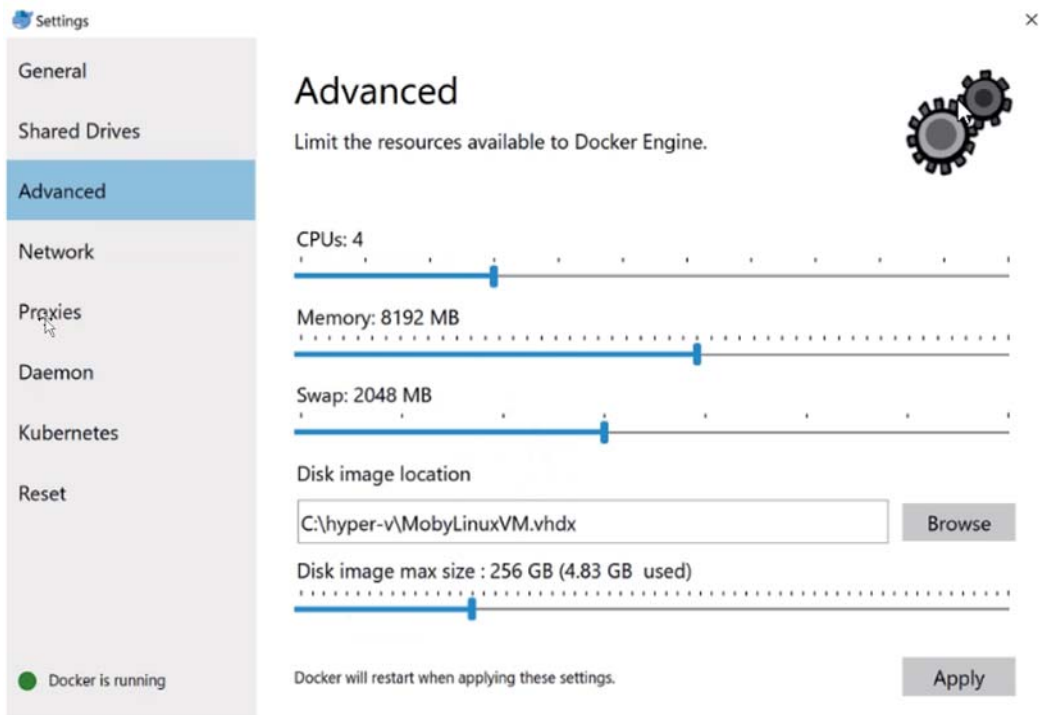 Settings
General
Shared Drives
Advanced
Network
Proxies
Daemon
Kubernetes
Reset
Docker is running
Advanced
Limit the resources available to Docker Engine.
CPUs: 4
Memory: 8192 MB
Swap: 2048 MB
Disk image location
C:\hyper-v\MobyLinuxVM.vhdx
Browse
Disk image max size : 256 GB (4.83 GB  used)
Docker will restart when applying these settings.
Apply